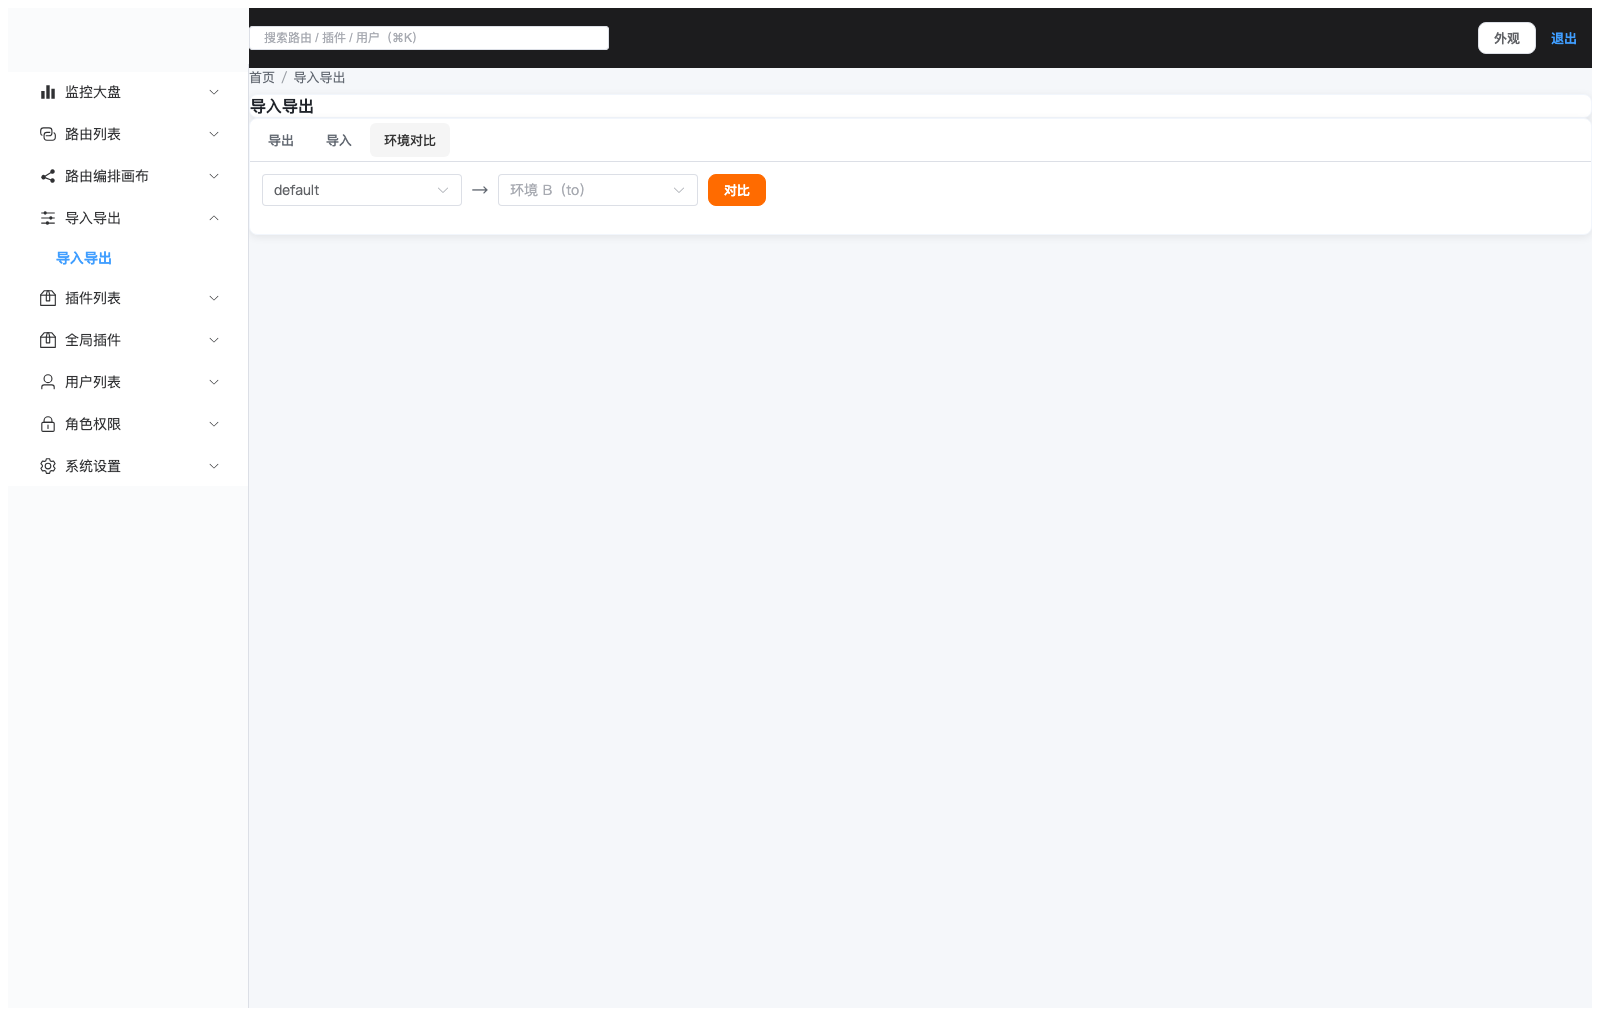 搜索路由 / 插件 / 用户（⌘K）
外观
退出
监控大盘
路由列表
路由编排画布
导入导出
导入导出
插件列表
全局插件
用户列表
角色权限
系统设置
首页 / 导入导出
导入导出
导出 导入 环境对比
default → 环境 B（to） 对比